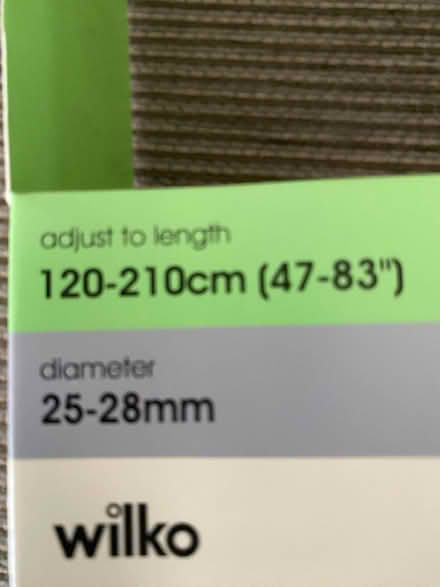 adjust to length
120-210cm (47-83")
diameter
25-28mm
wilko